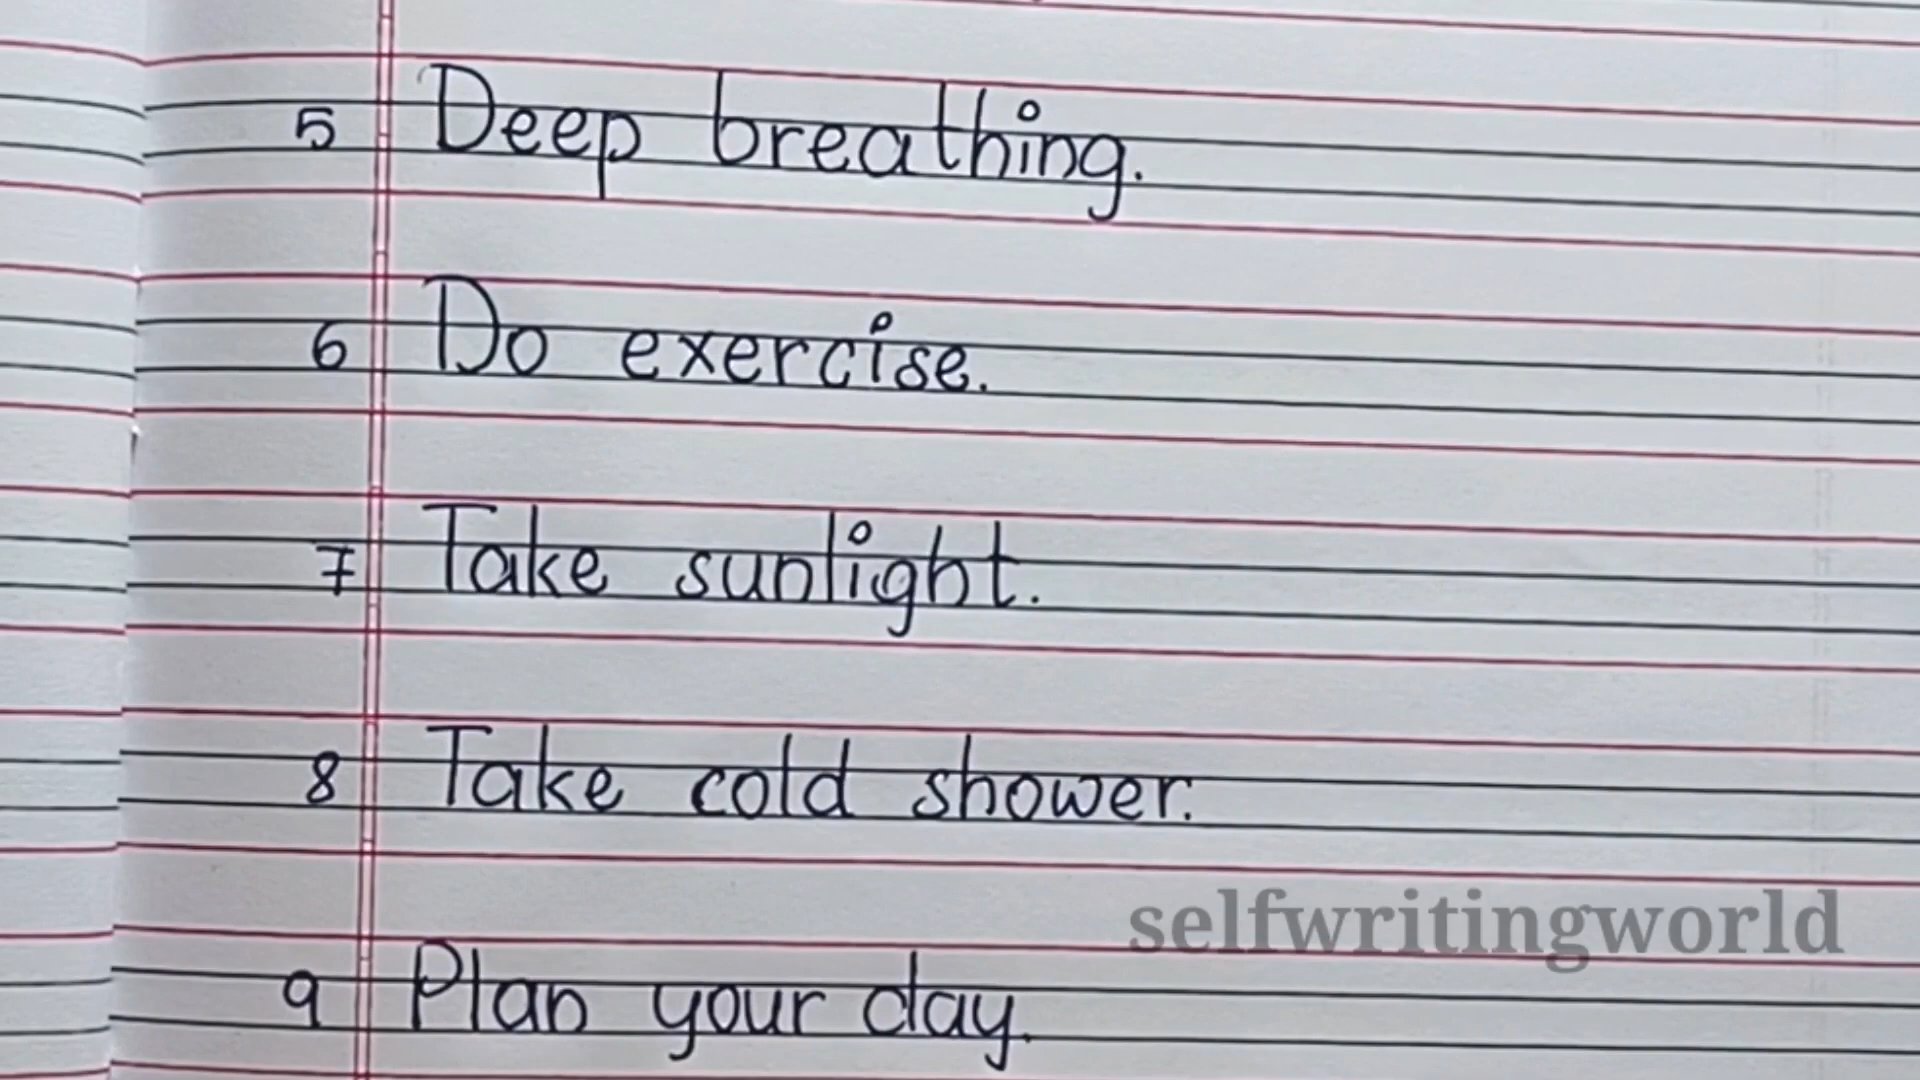 5 Deep breathing.
6 Do exercise.
7 Take sunlight.
8 Take cold shower.
selfwritingworld
9 Plan your day.